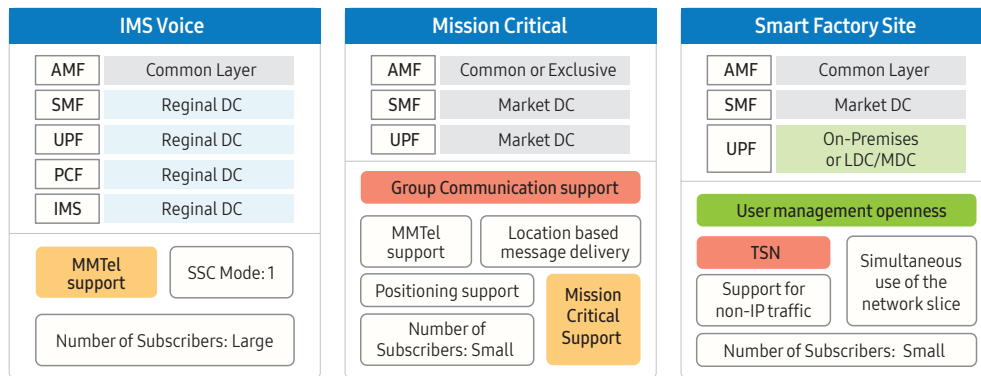 IMS Voice
AMF Common Layer
SMF Reginal DC
UPF Reginal DC
PCF Reginal DC
IMS Reginal DC
MMTel
support
SSC Mode: 1
Number of Subscribers: Large
Mission Critical
AMF Common or Exclusive
SMF Market DC
UPF Market DC
Group Communication support
MMTel
support
Location based
message delivery
Positioning support
Number of
Subscribers: Small
Mission
Critical
Support
Smart Factory Site
AMF Common Layer
SMF Market DC
UPF On-Premises
or LDC/MDC
User management openness
TSN
Support for
non-IP traffic
Simultaneous
use of the
network slice
Number of Subscribers: Small